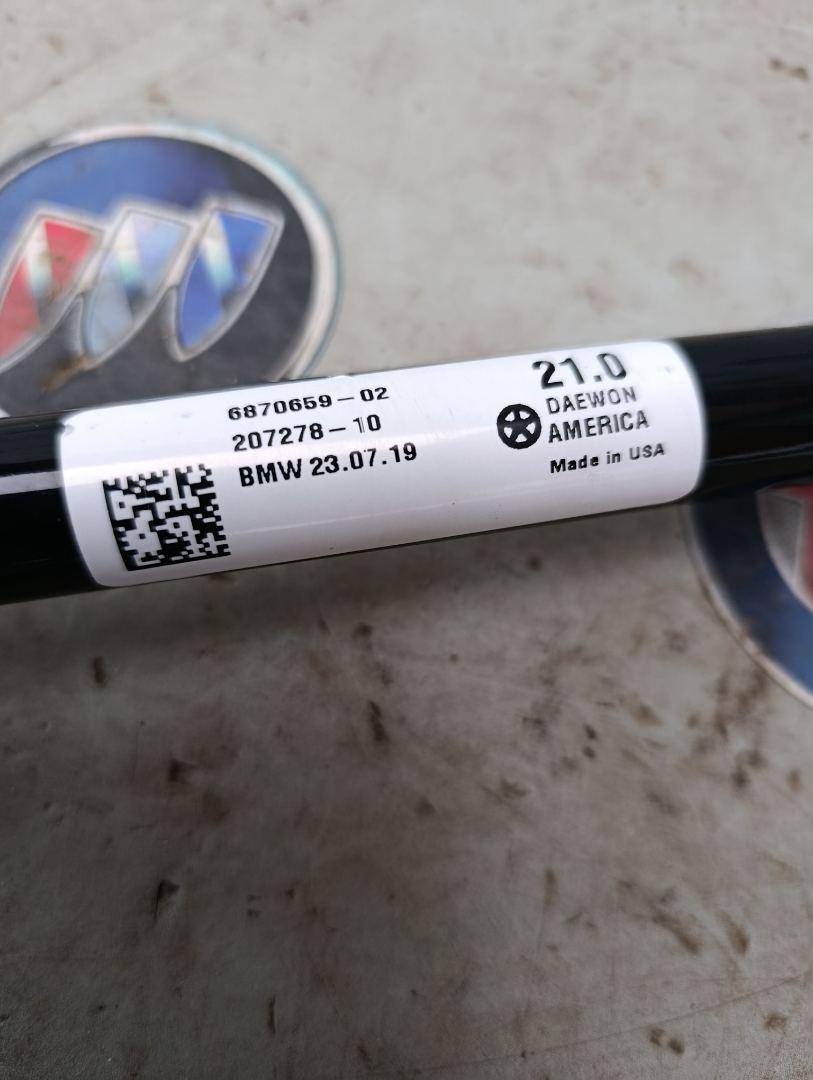 6870659-02
207278-10
BMW 23.07.19
21.0
DAEWON
AMERICA
Made in USA